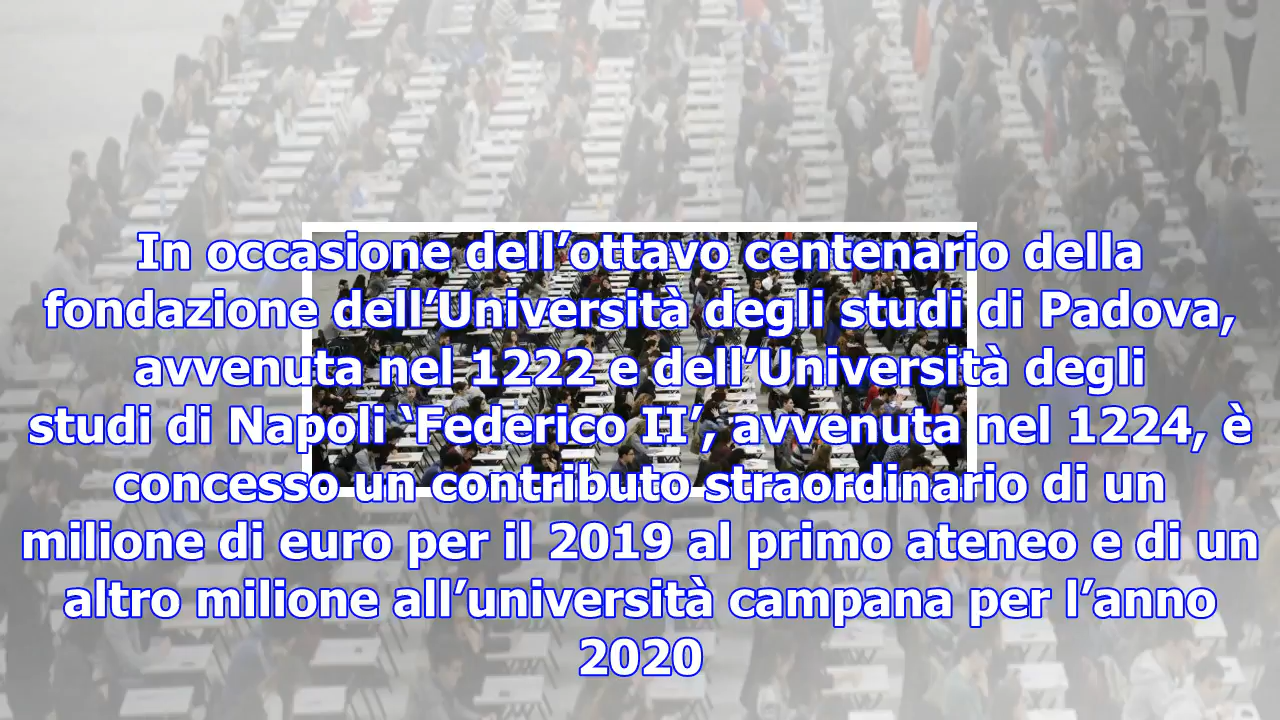 In occasione dell’ottavo centenario della
fondazione dell’Università degli studi di Padova,
avvenuta nel 1222 e dell’Università degli
studi di Napoli ‘Federico II’, avvenuta nel 1224, è
concesso un contributo straordinario di un
milione di euro per il 2019 al primo ateneo e di un
altro milione all’università campana per l’anno
2020